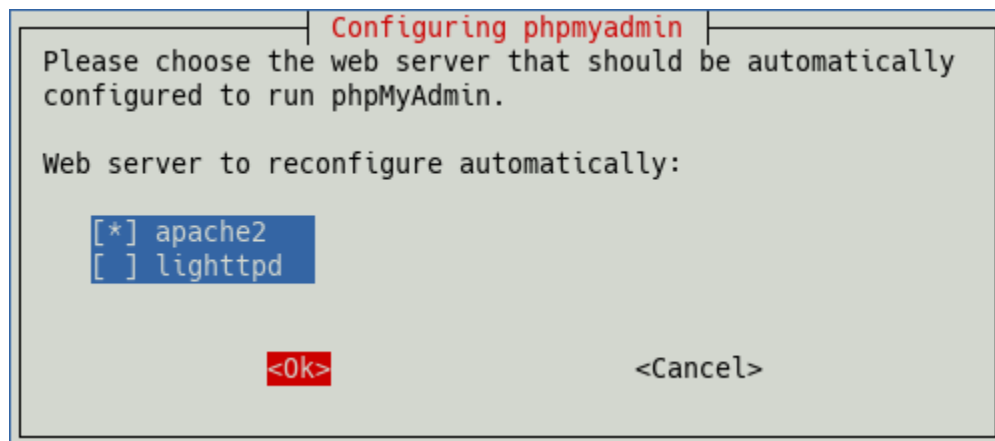 Configuring phpmyadmin
Please choose the web server that should be automatically
configured to run phpMyAdmin.
Web server to reconfigure automatically:
[*] apache2
[ ] lighttpd
<Ok> <Cancel>